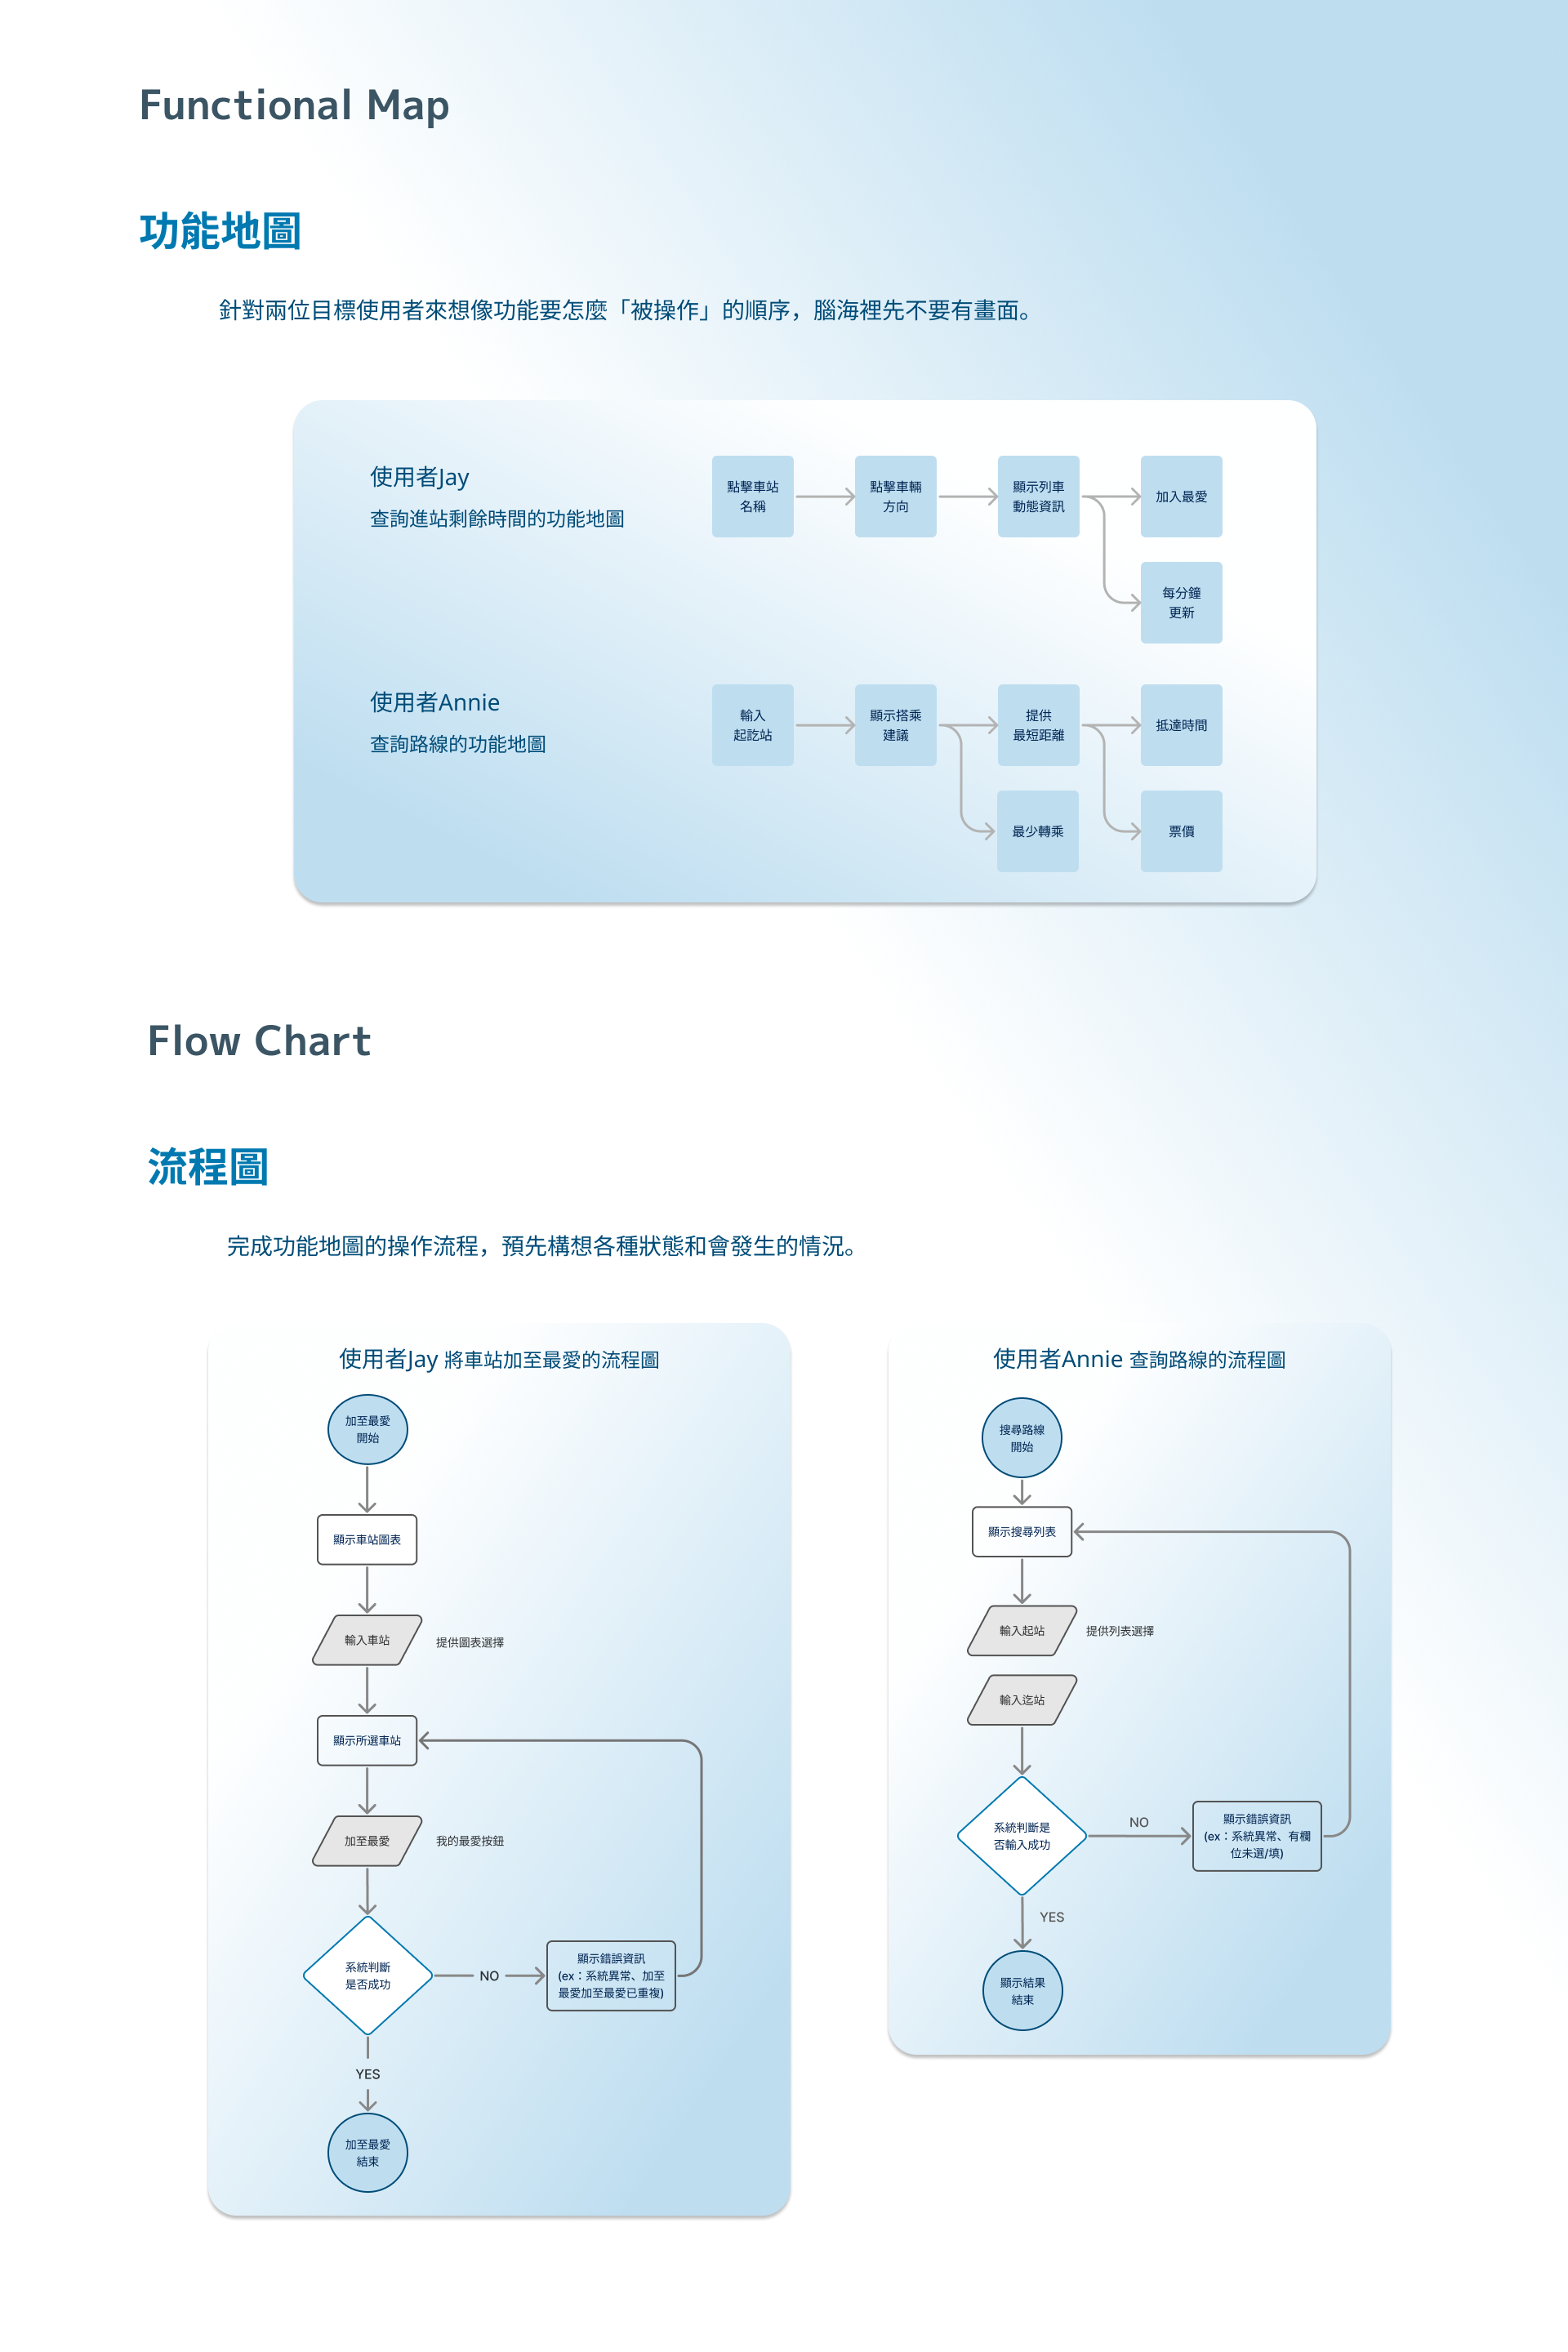 Functional Map
功能地圖
針對兩位目標使用者來想像功能要怎麼「被操作」的順序，腦海裡先不要有畫面。
使用者Jay
查詢進站剩餘時間的功能地圖
點擊車站
名稱
點擊車輛
方向
顯示列車
動態資訊
加入最愛
每分鐘
更新
使用者Annie
查詢路線的功能地圖
輸入
起訖站
顯示搭乘
建議
提供
最短距離
抵達時間
最少轉乘
票價
Flow Chart
流程圖
完成功能地圖的操作流程，預先構想各種狀態和會發生的情況。
使用者Jay 將車站加至最愛的流程圖
加至最愛
開始
顯示車站圖表
輸入車站
提供圖表選擇
顯示所選車站
加至最愛
我的最愛按鈕
系統判斷
是否成功
NO
顯示錯誤資訊
(ex：系統異常、加至
最愛加至最愛已重複)
YES
加至最愛
結束
使用者Annie 查詢路線的流程圖
搜尋路線
開始
顯示搜尋列表
輸入起站
提供列表選擇
輸入迄站
系統判斷是
否輸入成功
NO
顯示錯誤資訊
(ex：系統異常、有欄
位未選/填)
YES
顯示結果
結束